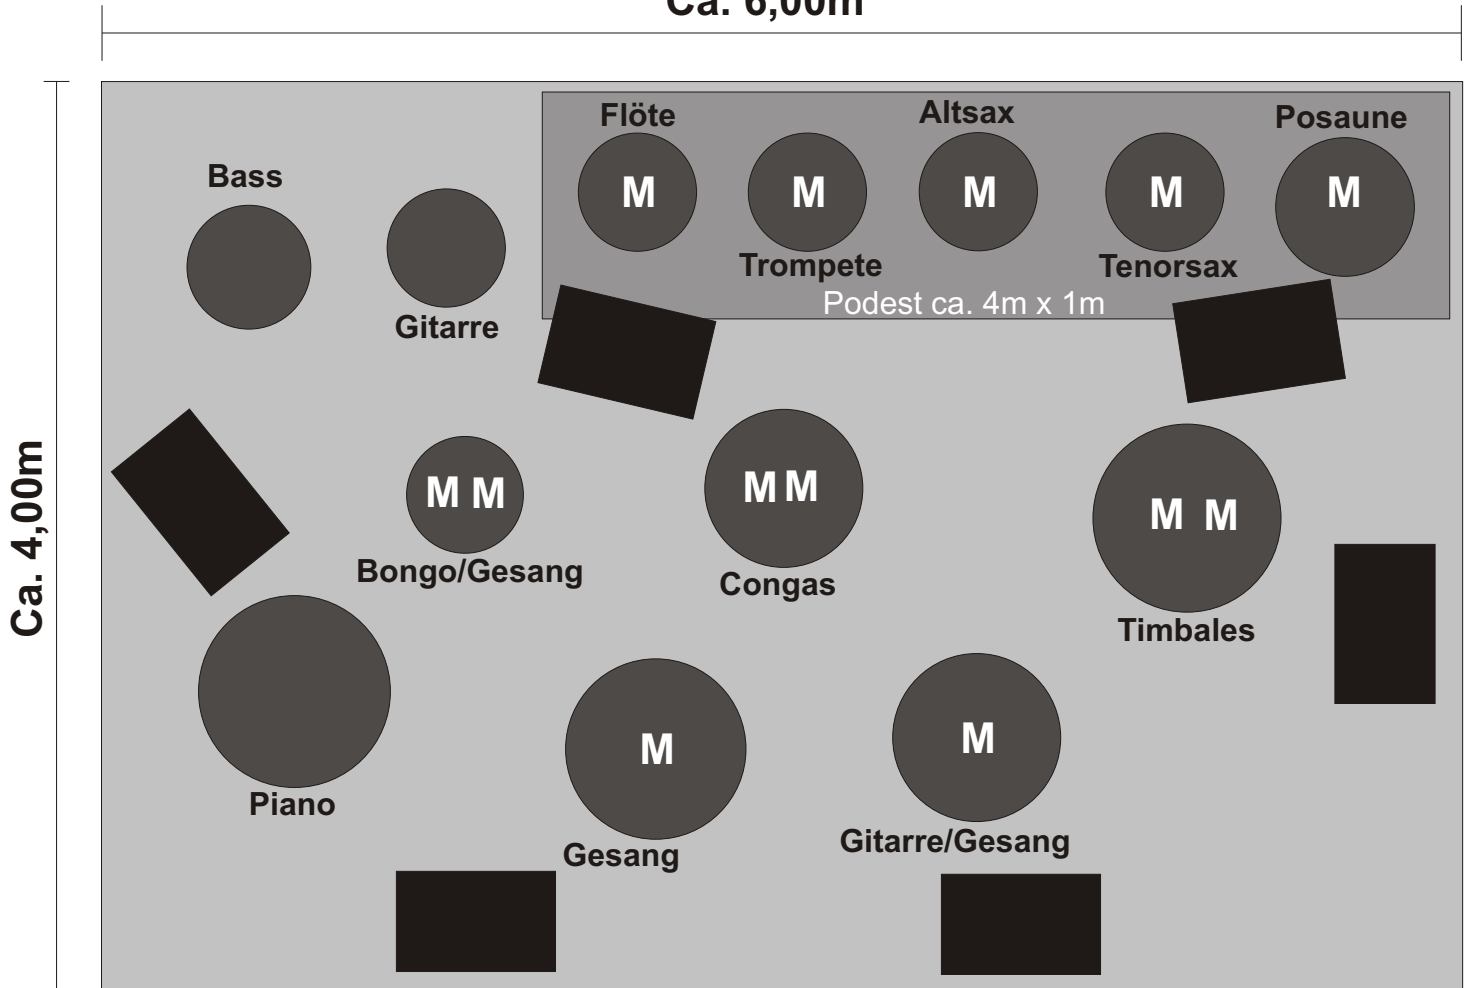 Ca. 6,00m
Flöte
Altsax
Posaune
Bass
M
M
M
M
M
Trompete
Tenorsax
Podest ca. 4m x 1m
Gitarre
Ca. 4,00m
M M
M M
M M
Bongo/Gesang
Congas
Timbales
M
M
Piano
Gesang
Gitarre/Gesang